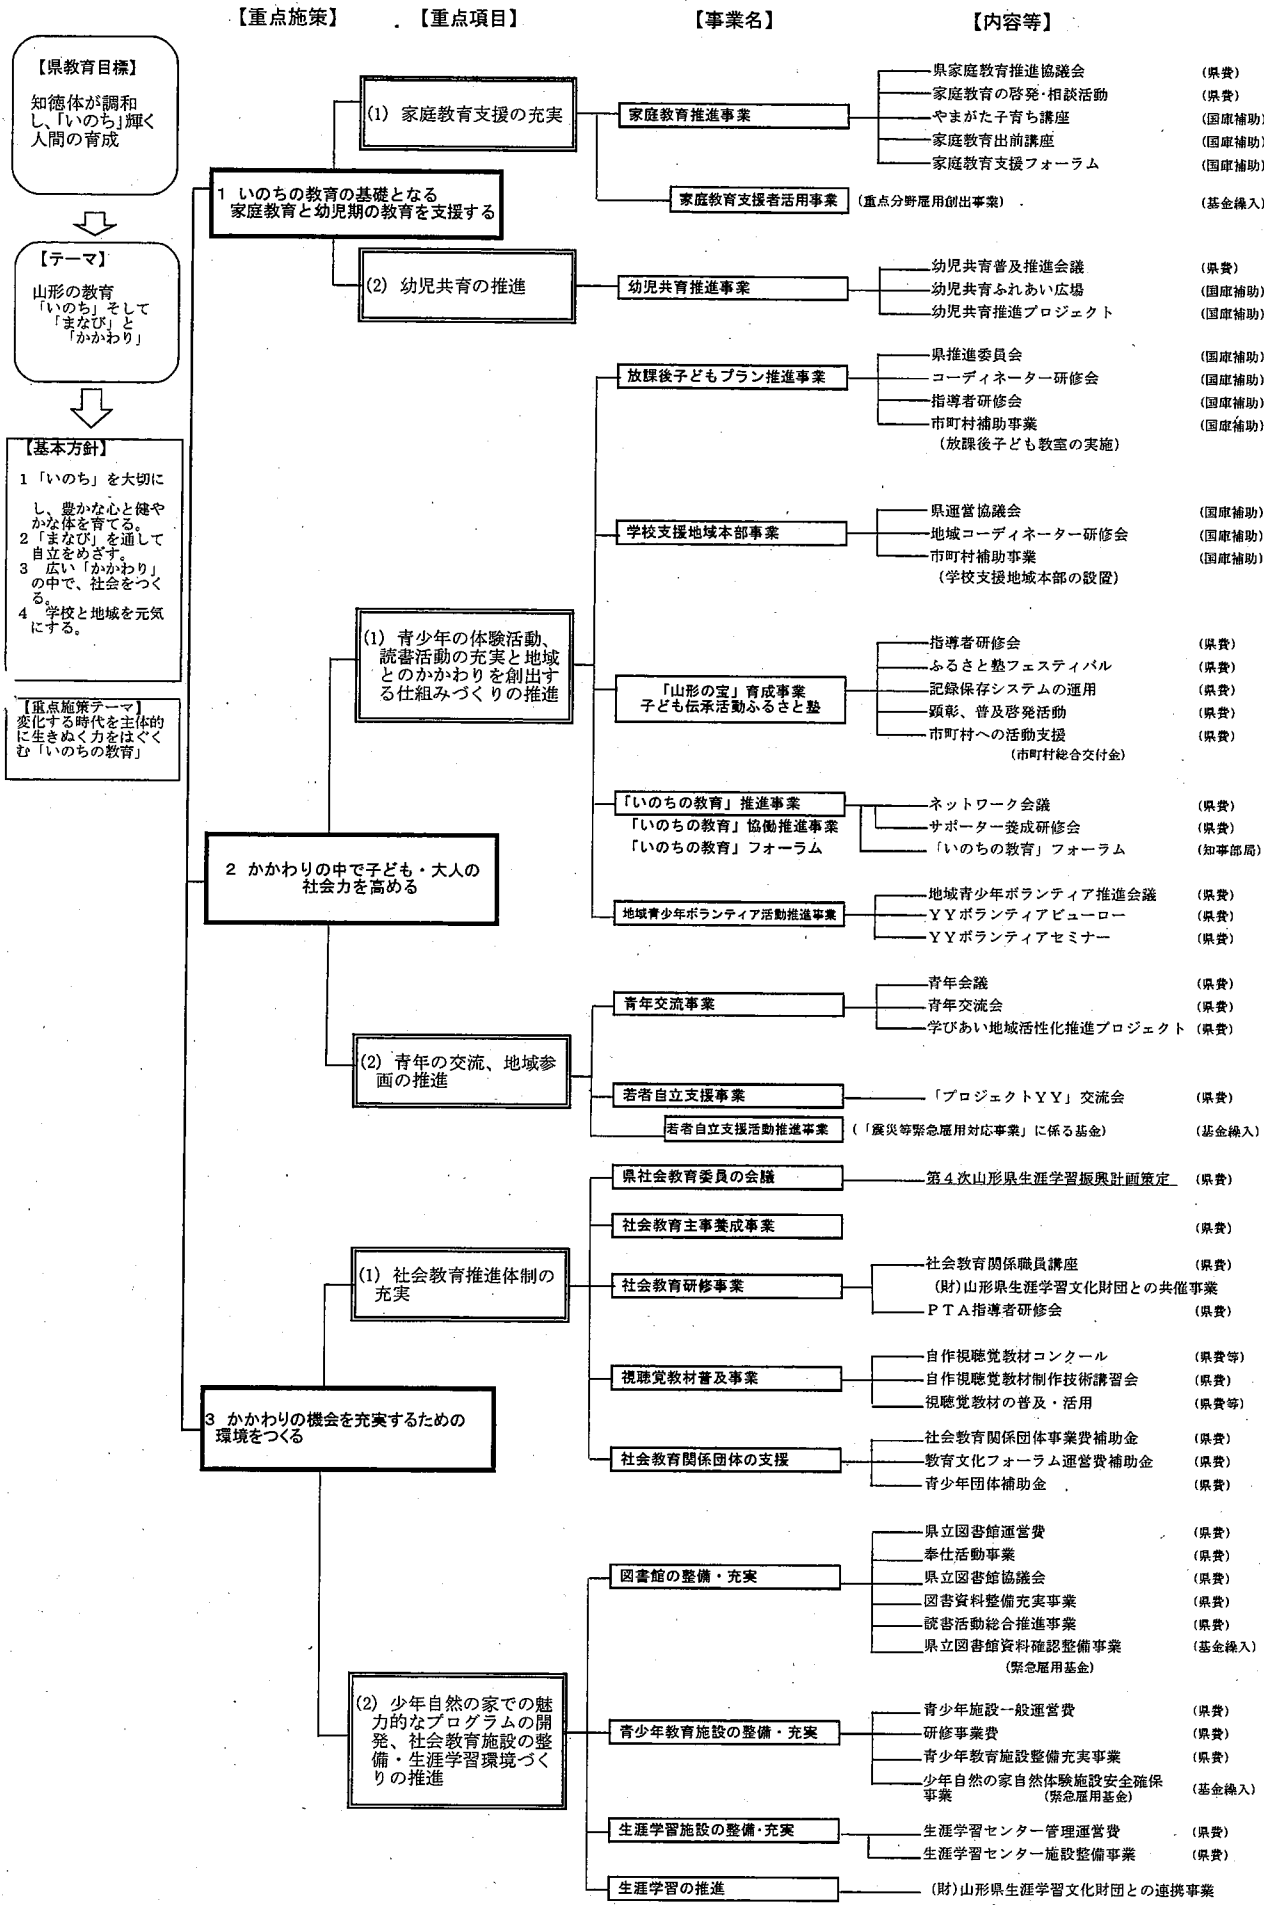 【重点施策】 【重点項目】 【事業名】 【内容等】
【県教育目標】
知徳体が調和
し、「いのち」輝く
人間の育成
【テーマ】
山形の教育
「いのち」そして
「まなび」と
「かかわり」
【基本方針】
1 「いのち」を大切に
し、豊かな心と健や
かな体を育てる。
2 「まなび」を通して
自立をめざす。
3 広い「かかわり」
の中で、社会をつく
る。
4 学校と地域を元気
にする。
【重点施策テーマ】
変化する時代を主体的
に生きぬく力をはぐく
む「いのちの教育」
1 いのちの教育の基礎となる
家庭教育と幼児期の教育を支援する
(1) 家庭教育支援の充実
家庭教育推進事業
県家庭教育推進協議会 (県費)
家庭教育の啓発・相談活動 (県費)
やまがた子育ち講座 (国庫補助)
家庭教育出前講座 (国庫補助)
家庭教育支援フォーラム (国庫補助)
家庭教育支援者活用事業 (重点分野雇用創出事業) (基金繰入)
(2) 幼児共育の推進
幼児共育推進事業
幼児共育普及推進会議 (県費)
幼児共育ふれあい広場 (国庫補助)
幼児共育推進プロジェクト (国庫補助)
2 かかわりの中で子ども・大人の
社会力を高める
(1) 青少年の体験活動、
読書活動の充実と地域
とのかかわりを創出す
る仕組みづくりの推進
放課後子どもプラン推進事業
県推進委員会 (国庫補助)
コーディネーター研修会 (国庫補助)
指導者研修会 (国庫補助)
市町村補助事業 (国庫補助)
(放課後子ども教室の実施)
学校支援地域本部事業
県運営協議会 (国庫補助)
地域コーディネーター研修会 (国庫補助)
市町村補助事業 (国庫補助)
(学校支援地域本部の設置)
「山形の宝」育成事業
子ども伝承活動ふるさと塾
指導者研修会 (県費)
ふるさと塾フェスティバル (県費)
記録保存システムの運用 (県費)
顕彰、普及啓発活動 (県費)
市町村への活動支援 (県費)
(市町村総合交付金)
「いのちの教育」推進事業
「いのちの教育」協働推進事業
「いのちの教育」フォーラム
ネットワーク会議 (県費)
サポーター養成研修会 (県費)
「いのちの教育」フォーラム (知事部局)
地域青少年ボランティア活動推進事業
地域青少年ボランティア推進会議 (県費)
YYボランティアビューロー (県費)
YYボランティアセミナー (県費)
(2) 青年の交流、地域参
画の推進
青年交流事業
青年会議 (県費)
青年交流会 (県費)
学びあい地域活性化推進プロジェクト (県費)
若者自立支援事業
「プロジェクトYY」交流会 (県費)
若者自立支援活動推進事業 (「震災等緊急雇用対応事業」に係る基金) (基金繰入)
3 かかわりの機会を充実するための
環境をつくる
(1) 社会教育推進体制の
充実
県社会教育委員の会議
第4次山形県生涯学習振興計画策定 (県費)
社会教育主事養成事業 (県費)
社会教育研修事業
社会教育関係職員講座 (県費)
(財)山形県生涯学習文化財団との共催事業
PTA指導者研修会 (県費)
視聴覚教材普及事業
自作視聴覚教材コンクール (県費等)
自作視聴覚教材制作技術講習会 (県費)
視聴覚教材の普及・活用 (県費等)
社会教育関係団体の支援
社会教育関係団体事業費補助金 (県費)
教育文化フォーラム運営費補助金 (県費)
青少年団体補助金 (県費)
(2) 少年自然の家での魅
力的なプログラムの開
発、社会教育施設の整
備・生涯学習環境づく
りの推進
図書館の整備・充実
県立図書館運営費 (県費)
奉仕活動事業 (県費)
県立図書館協議会 (県費)
図書資料整備充実事業 (県費)
読書活動総合推進事業 (県費)
県立図書館資料確認整備事業 (基金繰入)
(緊急雇用基金)
青少年教育施設の整備・充実
青少年施設一般運営費 (県費)
研修事業費 (県費)
青少年教育施設整備充実事業 (県費)
少年自然の家自然体験施設安全確保
事業 (緊急雇用基金) (基金繰入)
生涯学習施設の整備・充実
生涯学習センター管理運営費 (県費)
生涯学習センター施設整備事業 (県費)
生涯学習の推進
(財)山形県生涯学習文化財団との連携事業